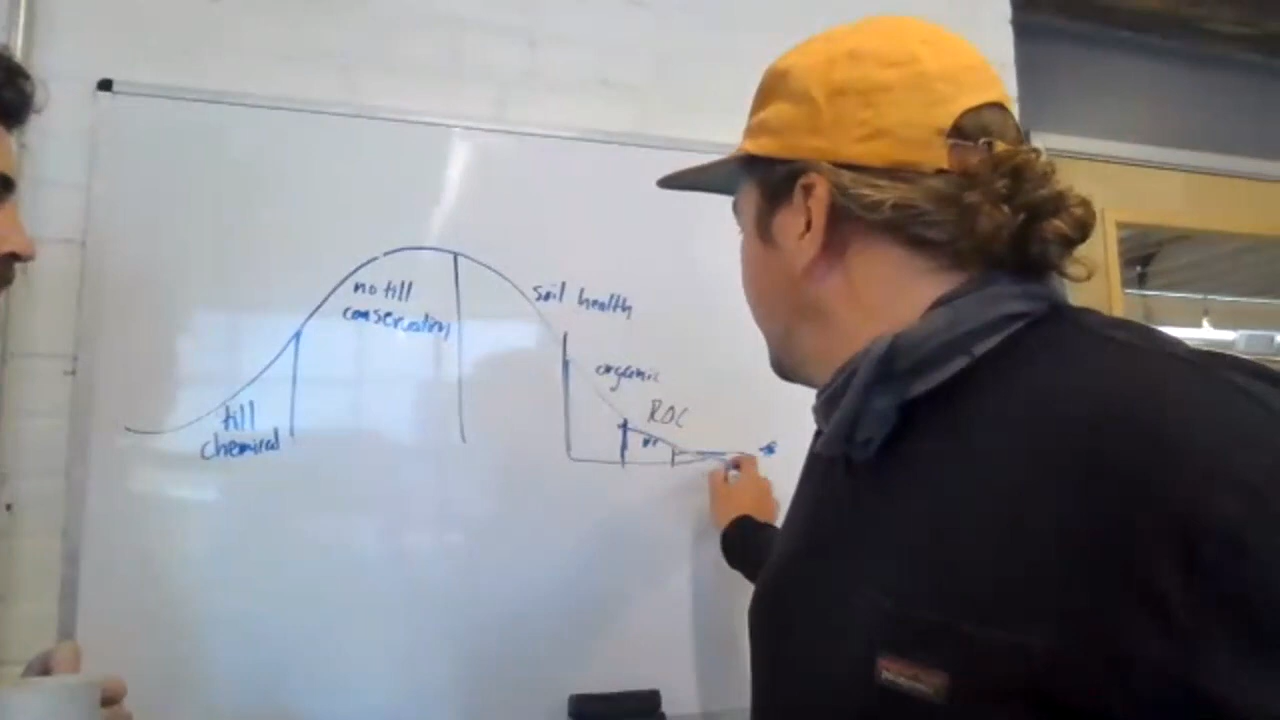 no till
conservation
soil health
till
chemical
organic
ROC